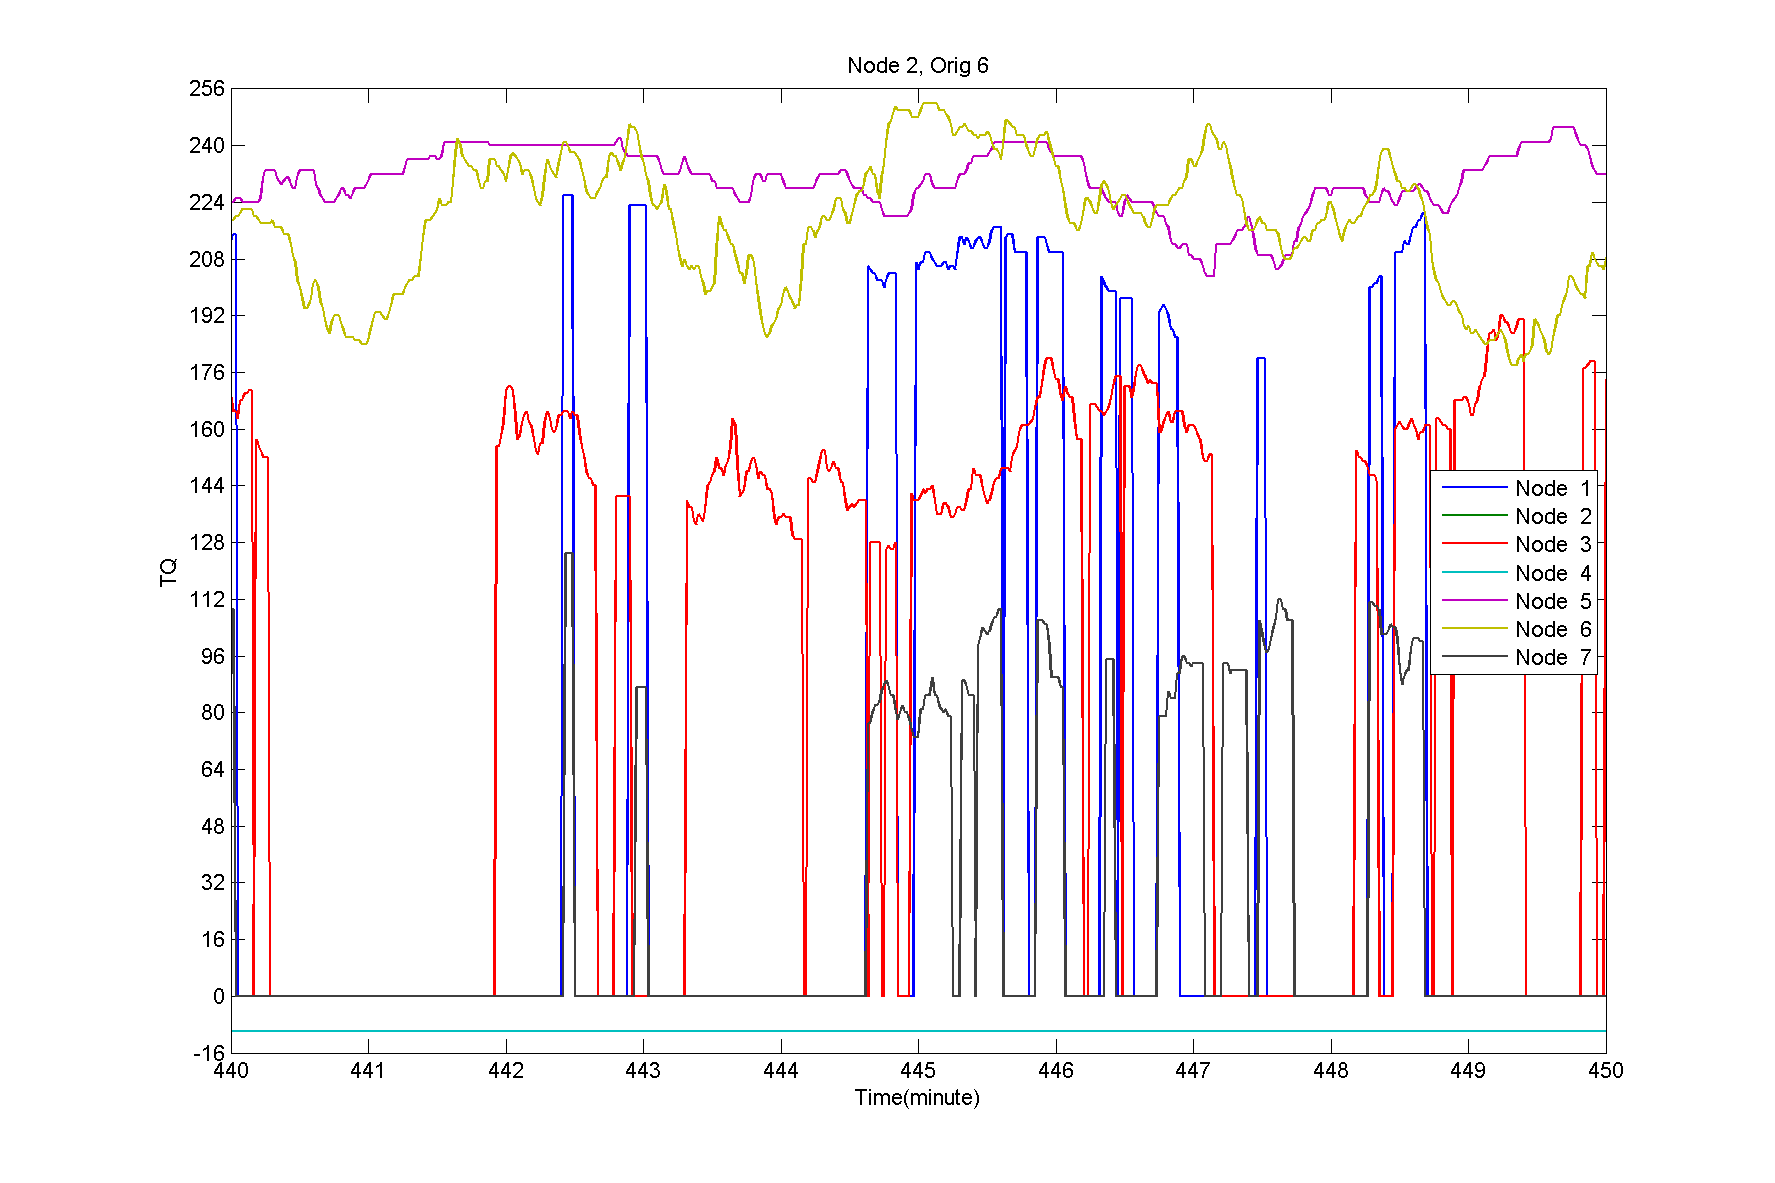 Node 2, Orig 6
256
240
224
208
192
176
160
144
128
112
96
80
64
48
32
16
0
-16
TQ
Node 1
Node 2
Node 3
Node 4
Node 5
Node 6
Node 7
440 441 442 443 444 445 446 447 448 449 450
Time(minute)